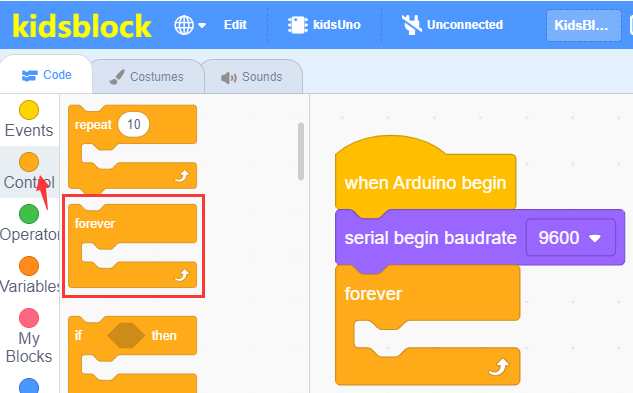 kidsblock Edit kidsUno Unconnected KidsBl...
Code Costumes Sounds
Events
Control
Operator
Variables
My
Blocks
repeat 10
forever
if then
when Arduino begin
serial begin baudrate 9600
forever